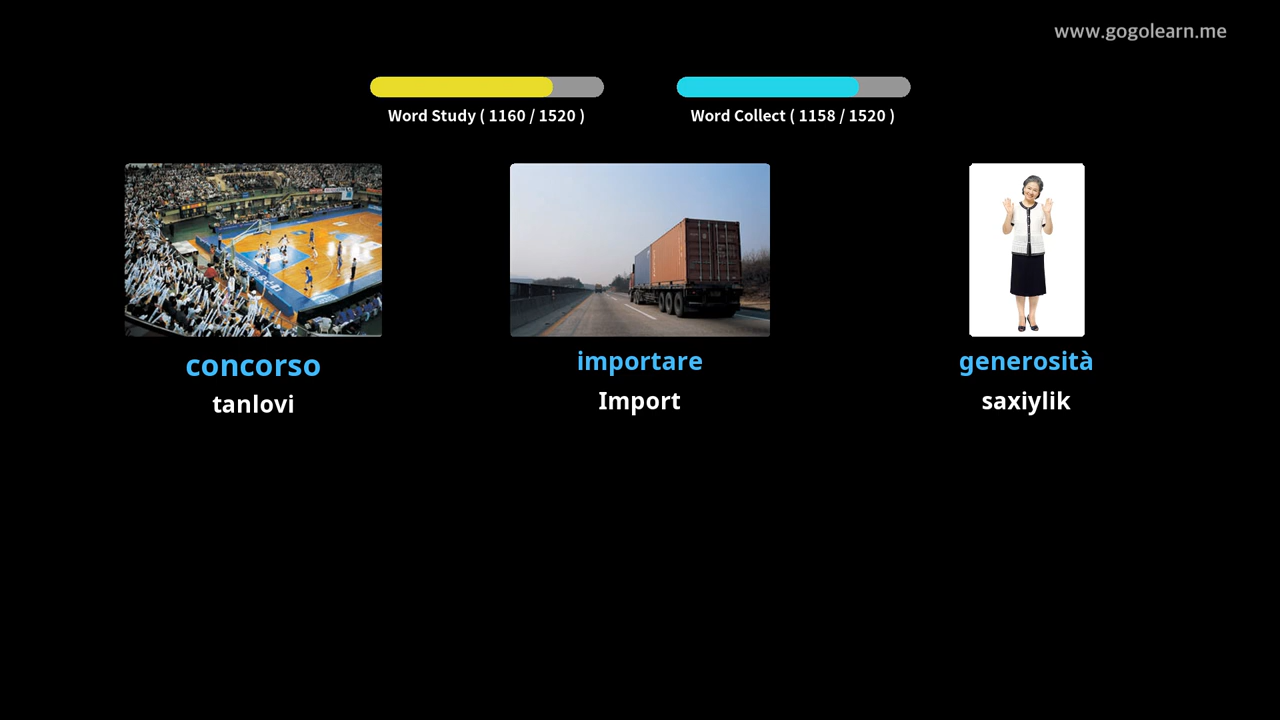 www.gogolearn.me
Word Study ( 1160 / 1520 )
Word Collect ( 1158 / 1520 )
concorso
importare
generosità
tanlovi
Import
saxiylik